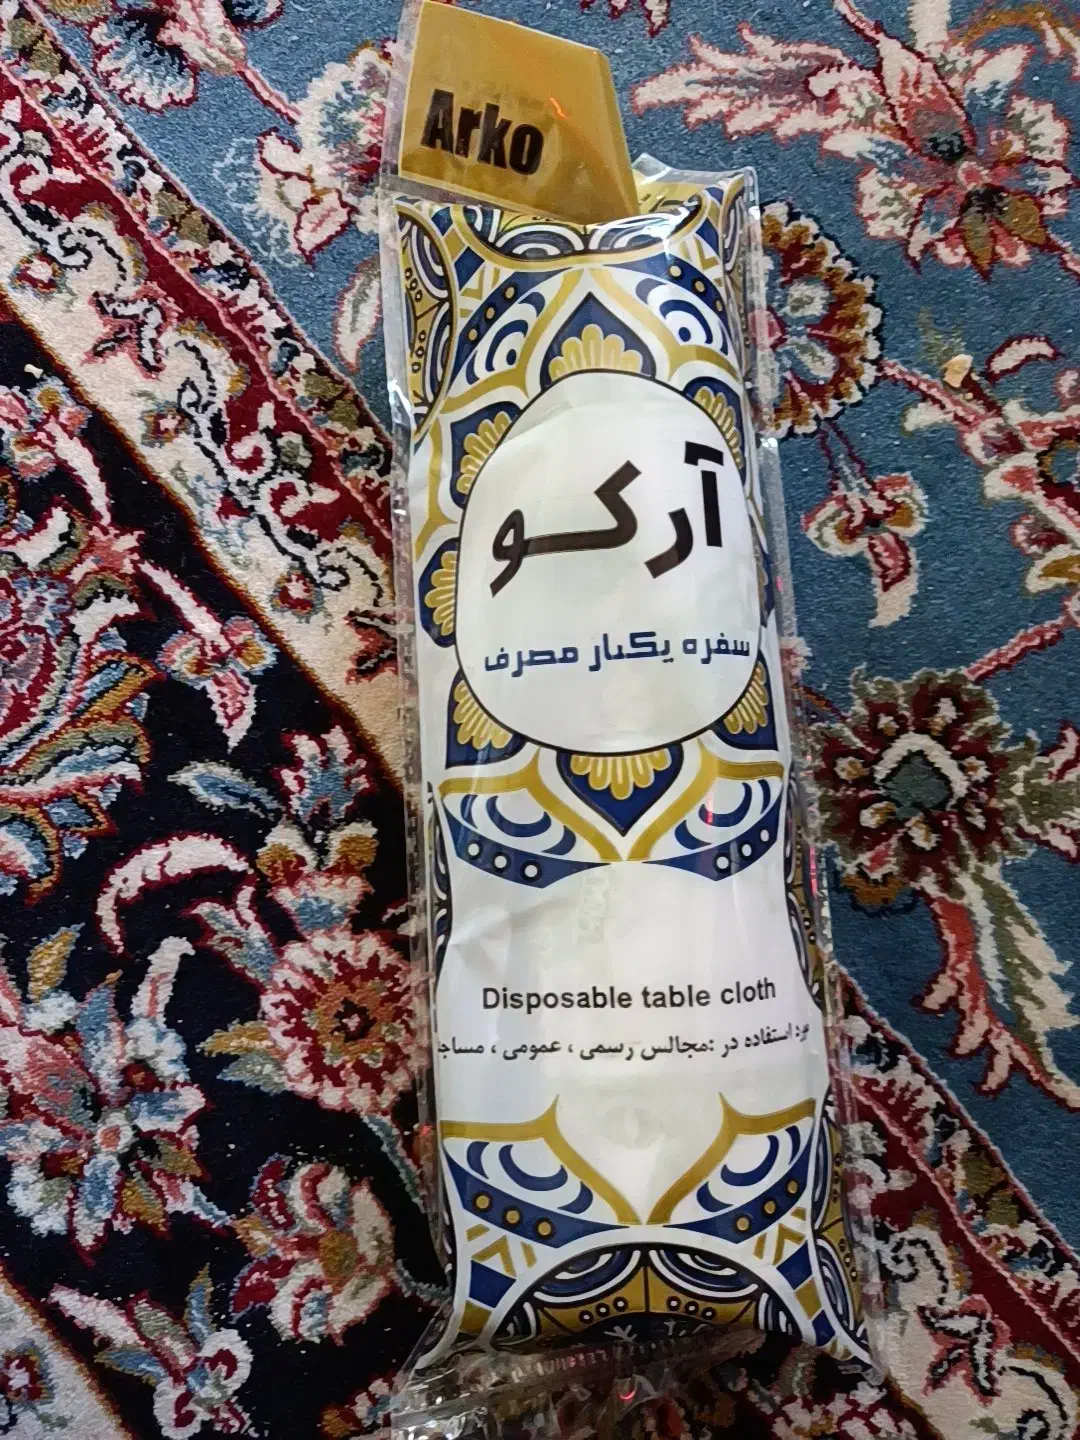 Arko
آرکو
سفره یکبار مصرف
Disposable table cloth
مورد استفاده در :مجالس رسمی ، عمومی ، مساجد